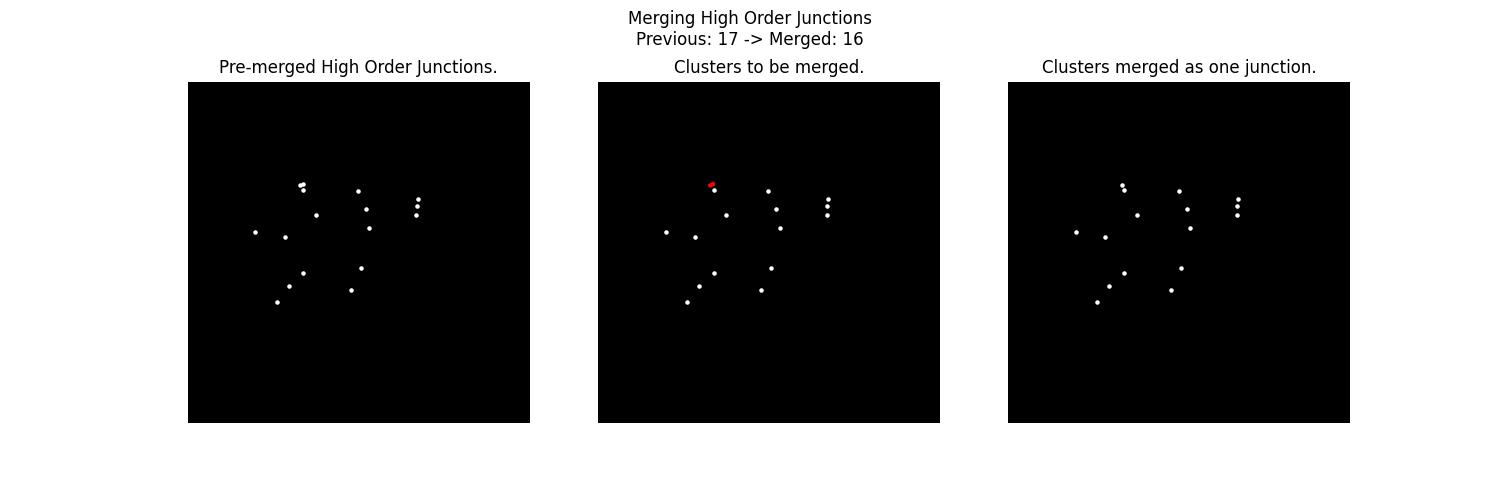 Merging High Order Junctions
Previous: 17 -> Merged: 16
Pre-merged High Order Junctions.
Clusters to be merged.
Clusters merged as one junction.